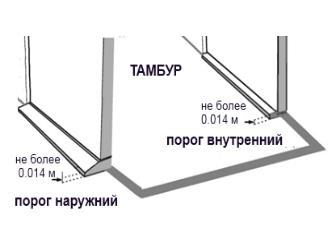 ТАМБУР
не более
0.014 м
порог внутренний
не более
0.014 м
порог наружний